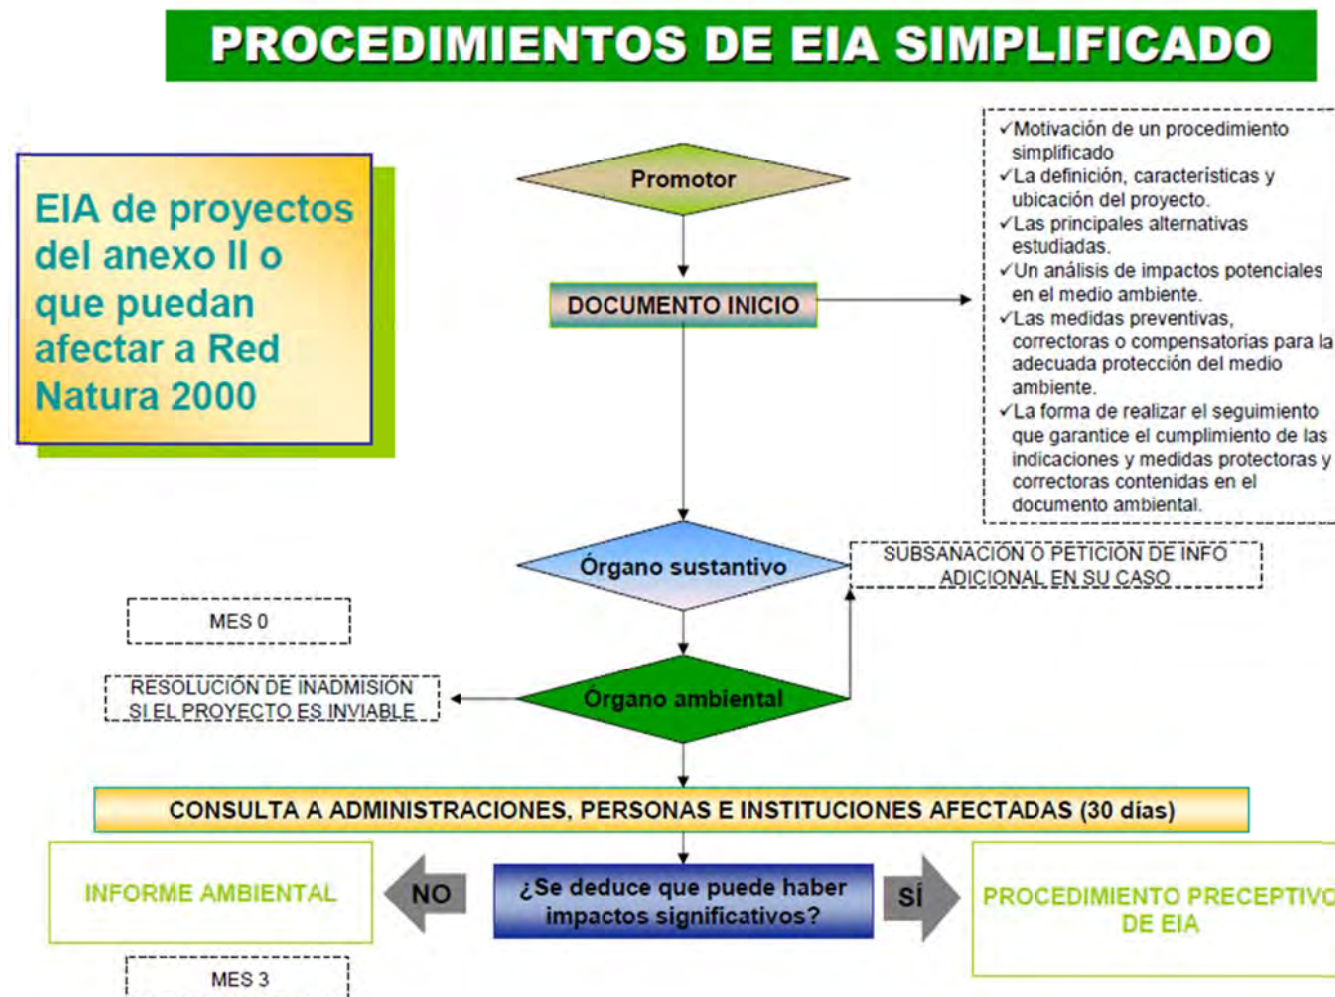 PROCEDIMIENTOS DE EIA SIMPLIFICADO
EIA de proyectos
del anexo II o
que puedan
afectar a Red
Natura 2000
Promotor
DOCUMENTO INICIO
✓Motivación de un procedimiento
simplificado
✓La definición, características y
ubicación del proyecto.
✓Las principales alternativas
estudiadas.
✓Un análisis de impactos potenciales
en el medio ambiente.
✓Las medidas preventivas,
correctoras o compensatorias para la
adecuada protección del medio
ambiente.
✓La forma de realizar el seguimiento
que garantice el cumplimiento de las
indicaciones y medidas protectoras y
correctoras contenidas en el
documento ambiental.
Órgano sustantivo
SUBSANACIÓN O PETICIÓN DE INFO
ADICIONAL EN SU CASO
MES 0
RESOLUCIÓN DE INADMISIÓN
SI EL PROYECTO ES INVIABLE
Órgano ambiental
CONSULTA A ADMINISTRACIONES, PERSONAS E INSTITUCIONES AFECTADAS (30 días)
INFORME AMBIENTAL
NO
¿Se deduce que puede haber
impactos significativos?
SÍ
PROCEDIMIENTO PRECEPTIVO
DE EIA
MES 3